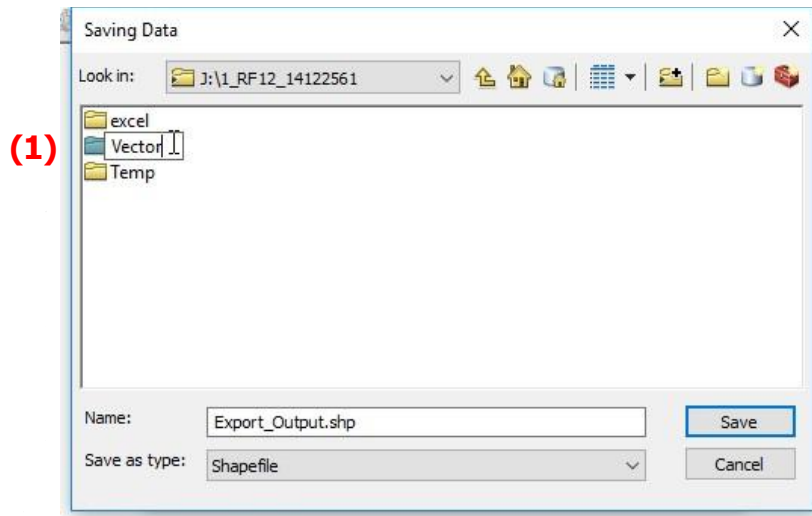 Saving Data
Look in: J:\1_RF12_14122561
excel
(1) Vector
Temp
Name: Export_Output.shp Save
Save as type: Shapefile Cancel